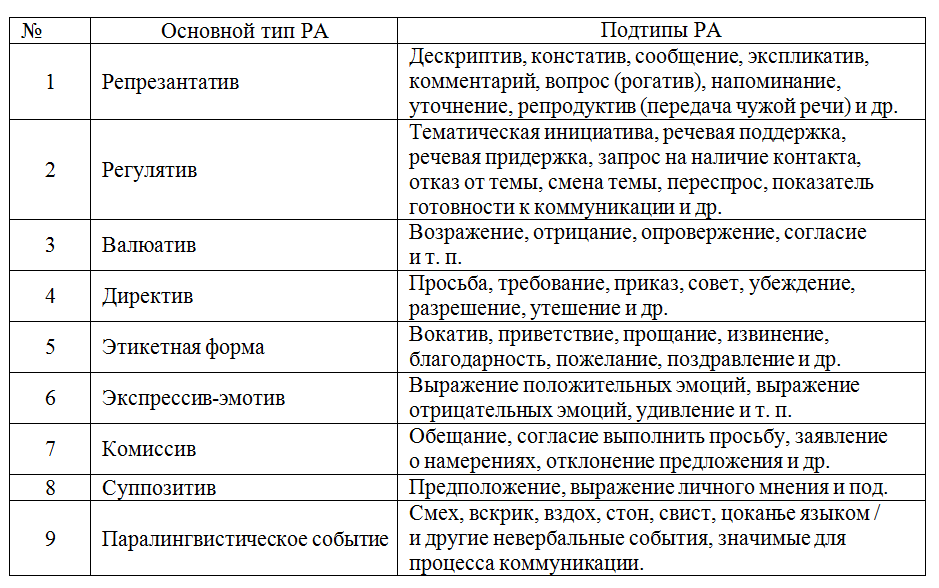 № Основной тип РА Подтипы РА
1 Репрезантатив Дескриптив, констатив, сообщение, экспликатив,
комментарий, вопрос (рогатив), напоминание,
уточнение, репродуктив (передача чужой речи) и др.
2 Регулятив Тематическая инициатива, речевая поддержка,
речевая придержка, запрос на наличие контакта,
отказ от темы, смена темы, переспрос, показатель
готовности к коммуникации и др.
3 Валюатив Возражение, отрицание, опровержение, согласие
и т. п.
4 Директив Просьба, требование, приказ, совет, убеждение,
разрешение, утешение и др.
5 Этикетная форма Вокатив, приветствие, прощание, извинение,
благодарность, пожелание, поздравление и др.
6 Экспрессив-эмотив Выражение положительных эмоций, выражение
отрицательных эмоций, удивление и т. п.
7 Комиссив Обещание, согласие выполнить просьбу, заявление
о намерениях, отклонение предложения и др.
8 Суппозитив Предположение, выражение личного мнения и под.
9 Паралингвистическое событие Смех, вскрик, вздох, стон, свист, цоканье языком /
и другие невербальные события, значимые для
процесса коммуникации.